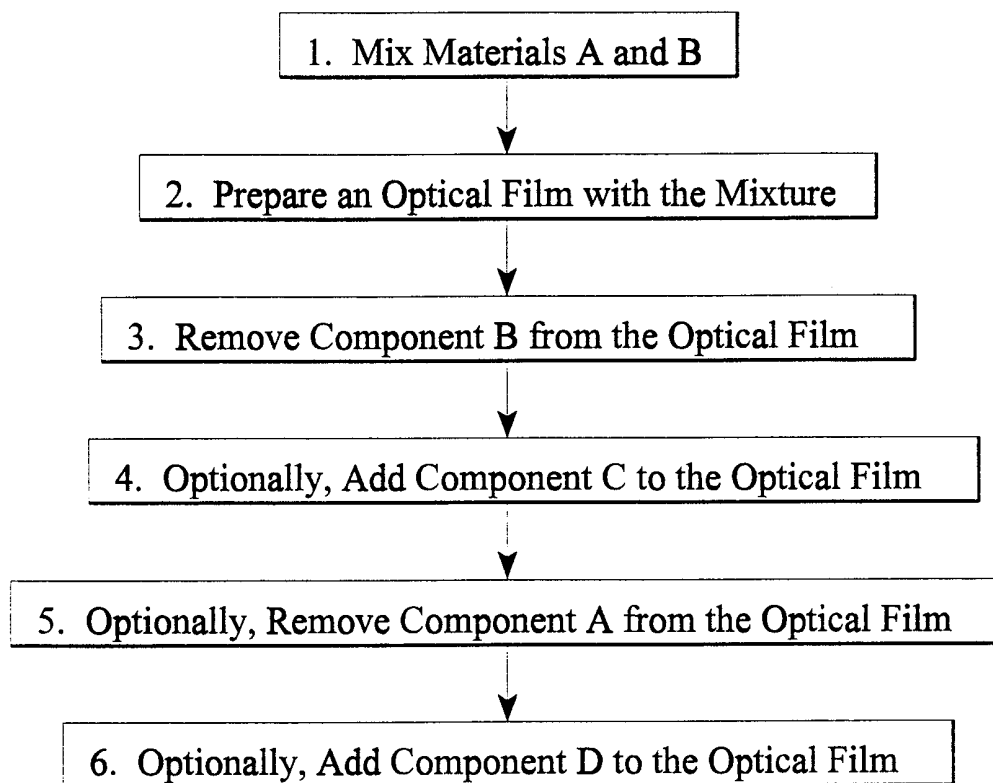 1. Mix Materials A and B
2. Prepare an Optical Film with the Mixture
3. Remove Component B from the Optical Film
4. Optionally, Add Component C to the Optical Film
5. Optionally, Remove Component A from the Optical Film
6. Optionally, Add Component D to the Optical Film